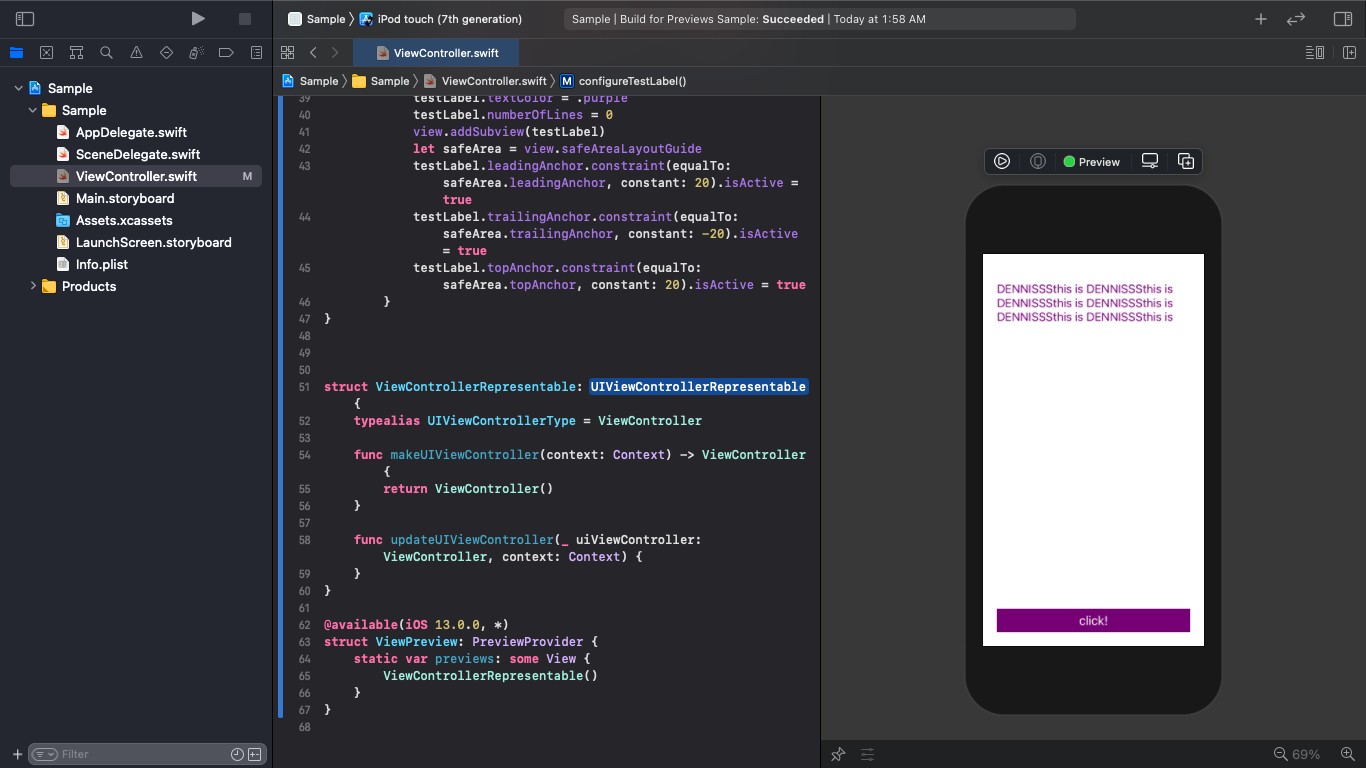 Sample
iPod touch (7th generation)
Sample | Build for Previews Sample: Succeeded | Today at 1:58 AM
ViewController.swift
Sample
Sample
ViewController.swift
M
configureTestLabel()
Sample
Sample
AppDelegate.swift
SceneDelegate.swift
ViewController.swift
M
Main.storyboard
Assets.xcassets
LaunchScreen.storyboard
Info.plist
Products
Filter
39 testLabel.textColor = .purple
40 testLabel.numberOfLines = 0
41 view.addSubview(testLabel)
42 let safeArea = view.safeAreaLayoutGuide
43 testLabel.leadingAnchor.constraint(equalTo:
safeArea.leadingAnchor, constant: 20).isActive =
true
44 testLabel.trailingAnchor.constraint(equalTo:
safeArea.trailingAnchor, constant: -20).isActive
= true
45 testLabel.topAnchor.constraint(equalTo:
safeArea.topAnchor, constant: 20).isActive = true
46 }
47 }
48
49
50
51 struct ViewControllerRepresentable: UIViewControllerRepresentable
{
52 typealias UIViewControllerType = ViewController
53
54 func makeUIViewController(context: Context) -> ViewController
{
55 return ViewController()
56 }
57
58 func updateUIViewController(_ uiViewController:
ViewController, context: Context) {
59 }
60 }
61
62 @available(iOS 13.0.0, *)
63 struct ViewPreview: PreviewProvider {
64 static var previews: some View {
65 ViewControllerRepresentable()
66 }
67 }
68
Preview
DENNISSSthis is DENNISSSthis is
DENNISSSthis is DENNISSSthis is
DENNISSSthis is DENNISSSthis is
click!
69%